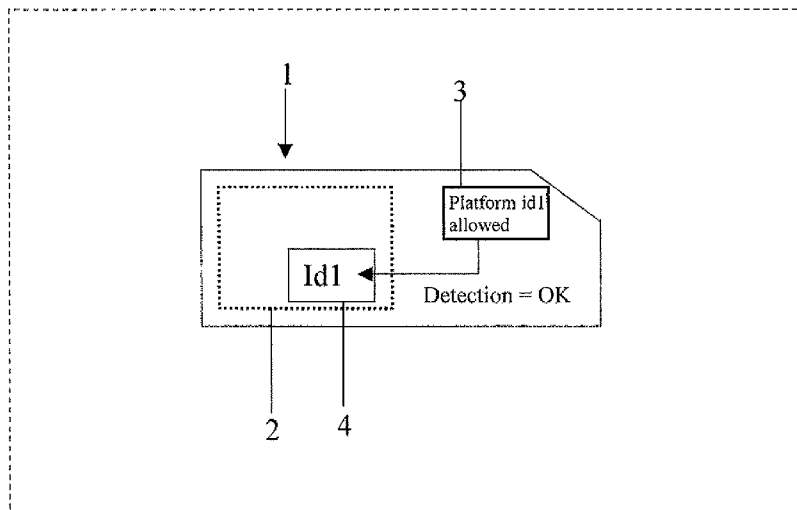 1
3
Platform id1
allowed
Id1
Detection = OK
2
4